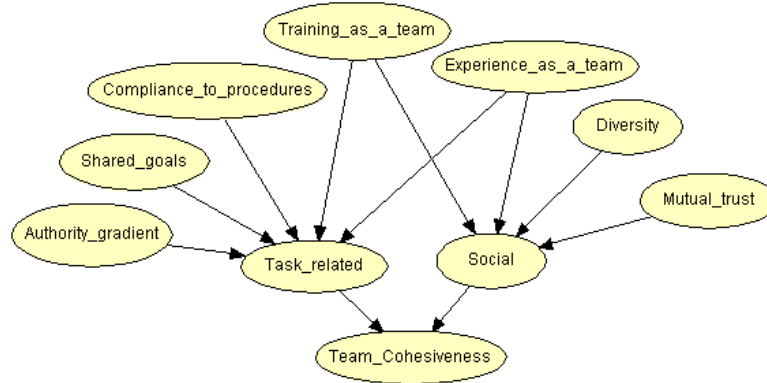 Training_as_a_team
Experience_as_a_team
Compliance_to_procedures
Diversity
Shared_goals
Mutual_trust
Authority_gradient
Task_related
Social
Team_Cohesiveness